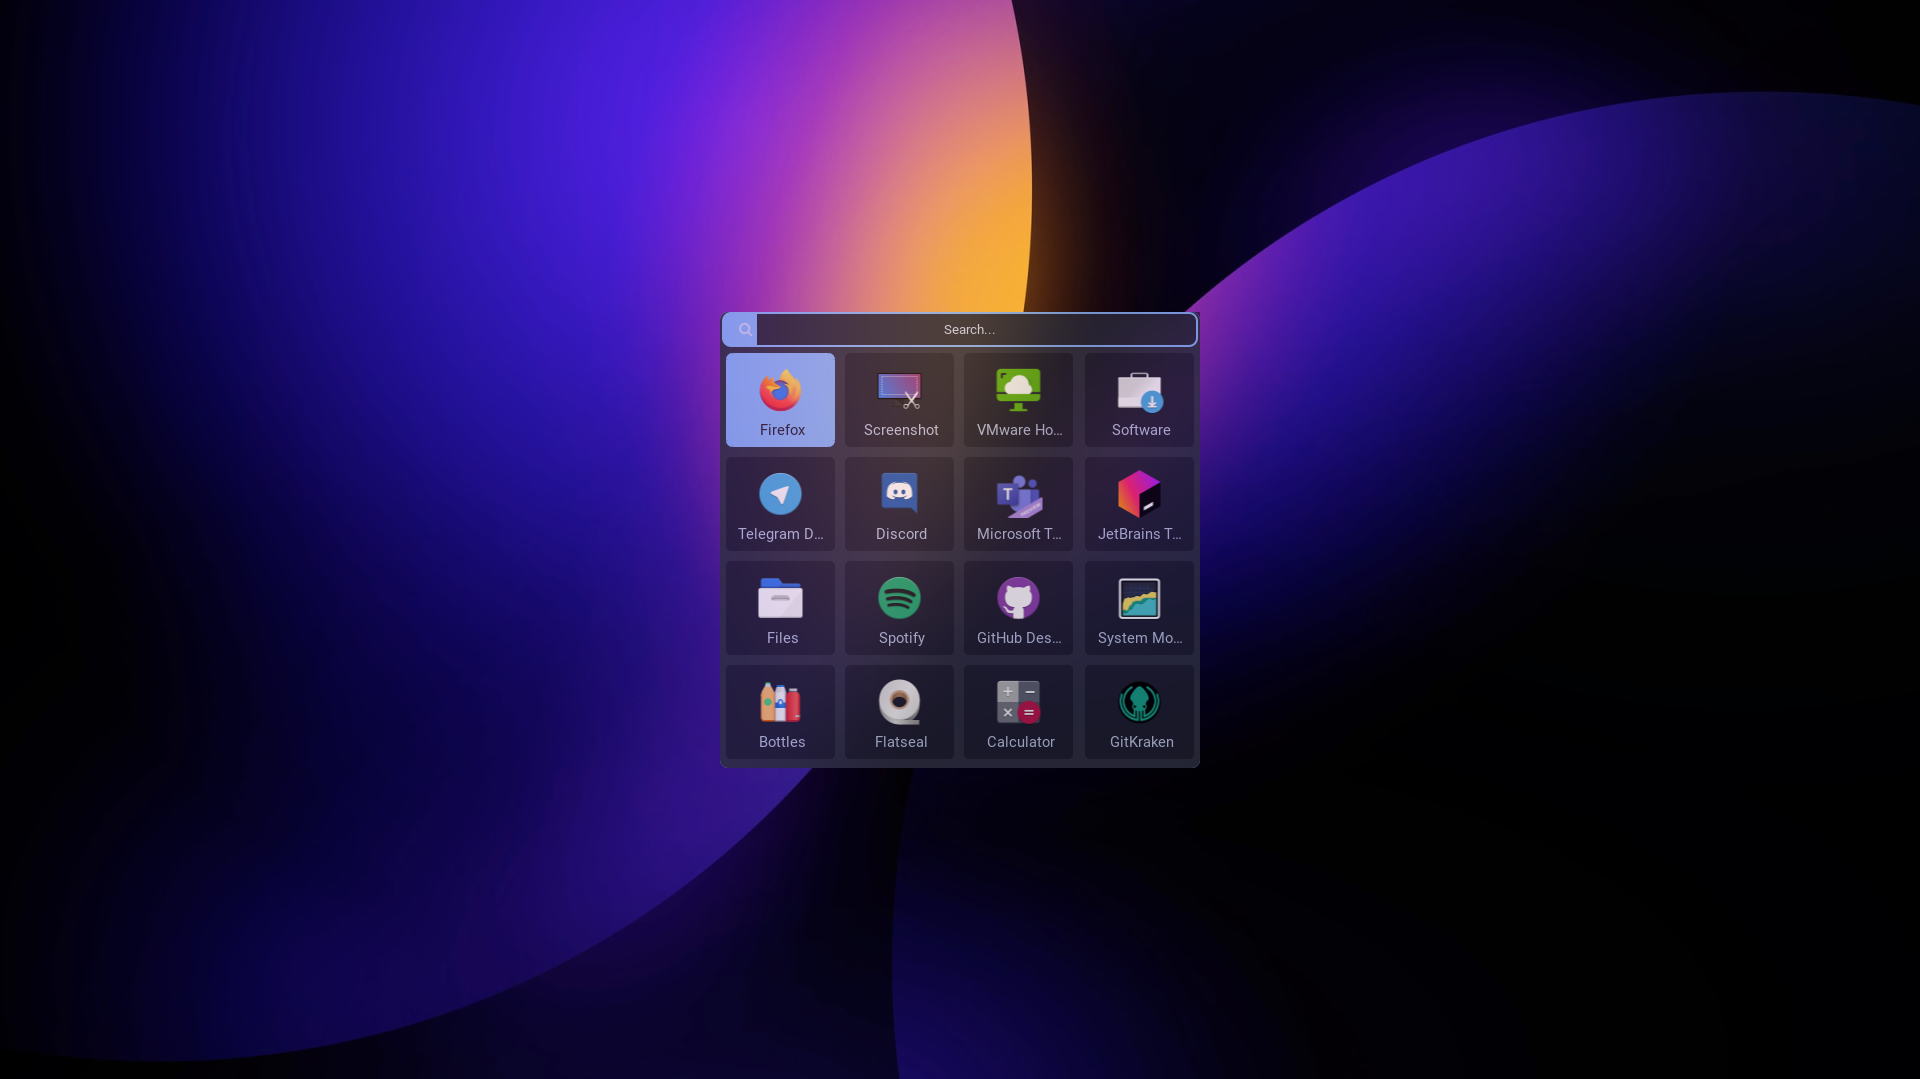 Search...
Firefox
Screenshot
VMware Ho...
Software
Telegram D...
Discord
Microsoft T...
JetBrains T...
Files
Spotify
GitHub Des...
System Mo...
Bottles
Flatseal
Calculator
GitKraken